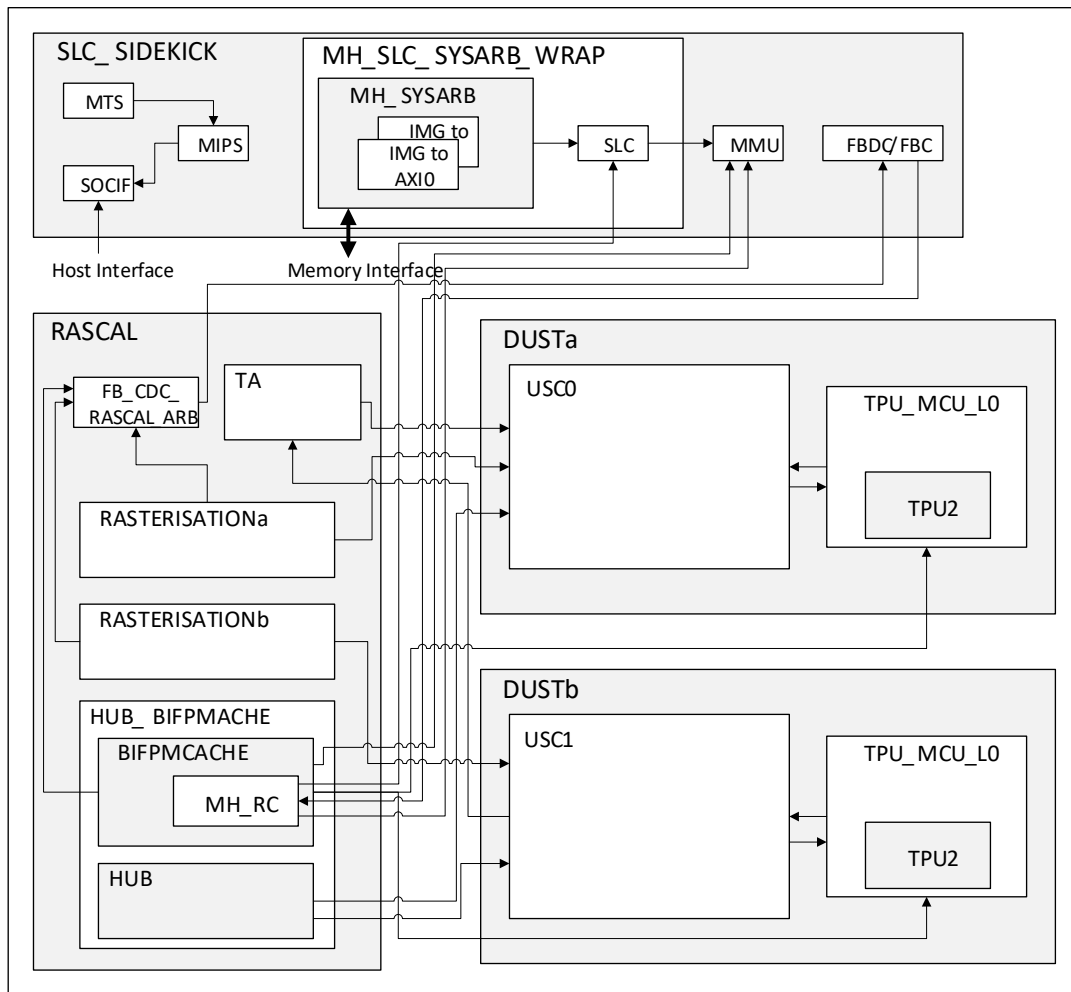 SLC_ SIDEKICK
MH_SLC_ SYSARB_ WRAP
MH_ SYSARB
MTS
IMG to
IMG to
AXI0
MIPS
SLC
MMU
FBDC/FBC
SOCIF
Host Interface
Memory Interface
RASCAL
FB_CDC_
RASCAL_ARB
TA
RASTERISATIONa
RASTERISATIONb
HUB_ BIFPMACHE
BIFPMCACHE
MH_RC
HUB
DUSTa
USC0
TPU_MCU_L0
TPU2
DUSTb
USC1
TPU_MCU_L0
TPU2